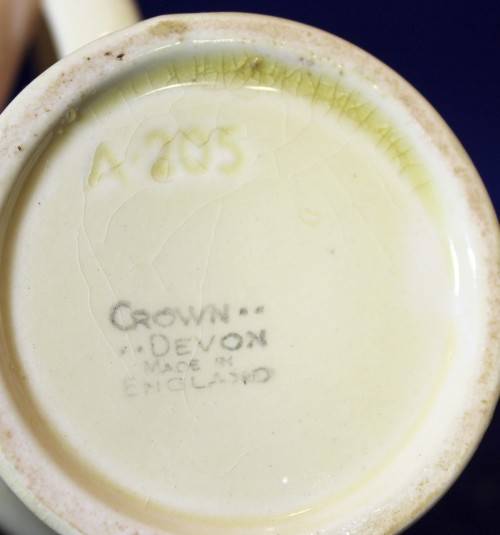 A 205
CROWN ··
·· DEVON
MADE IN
ENGLAND